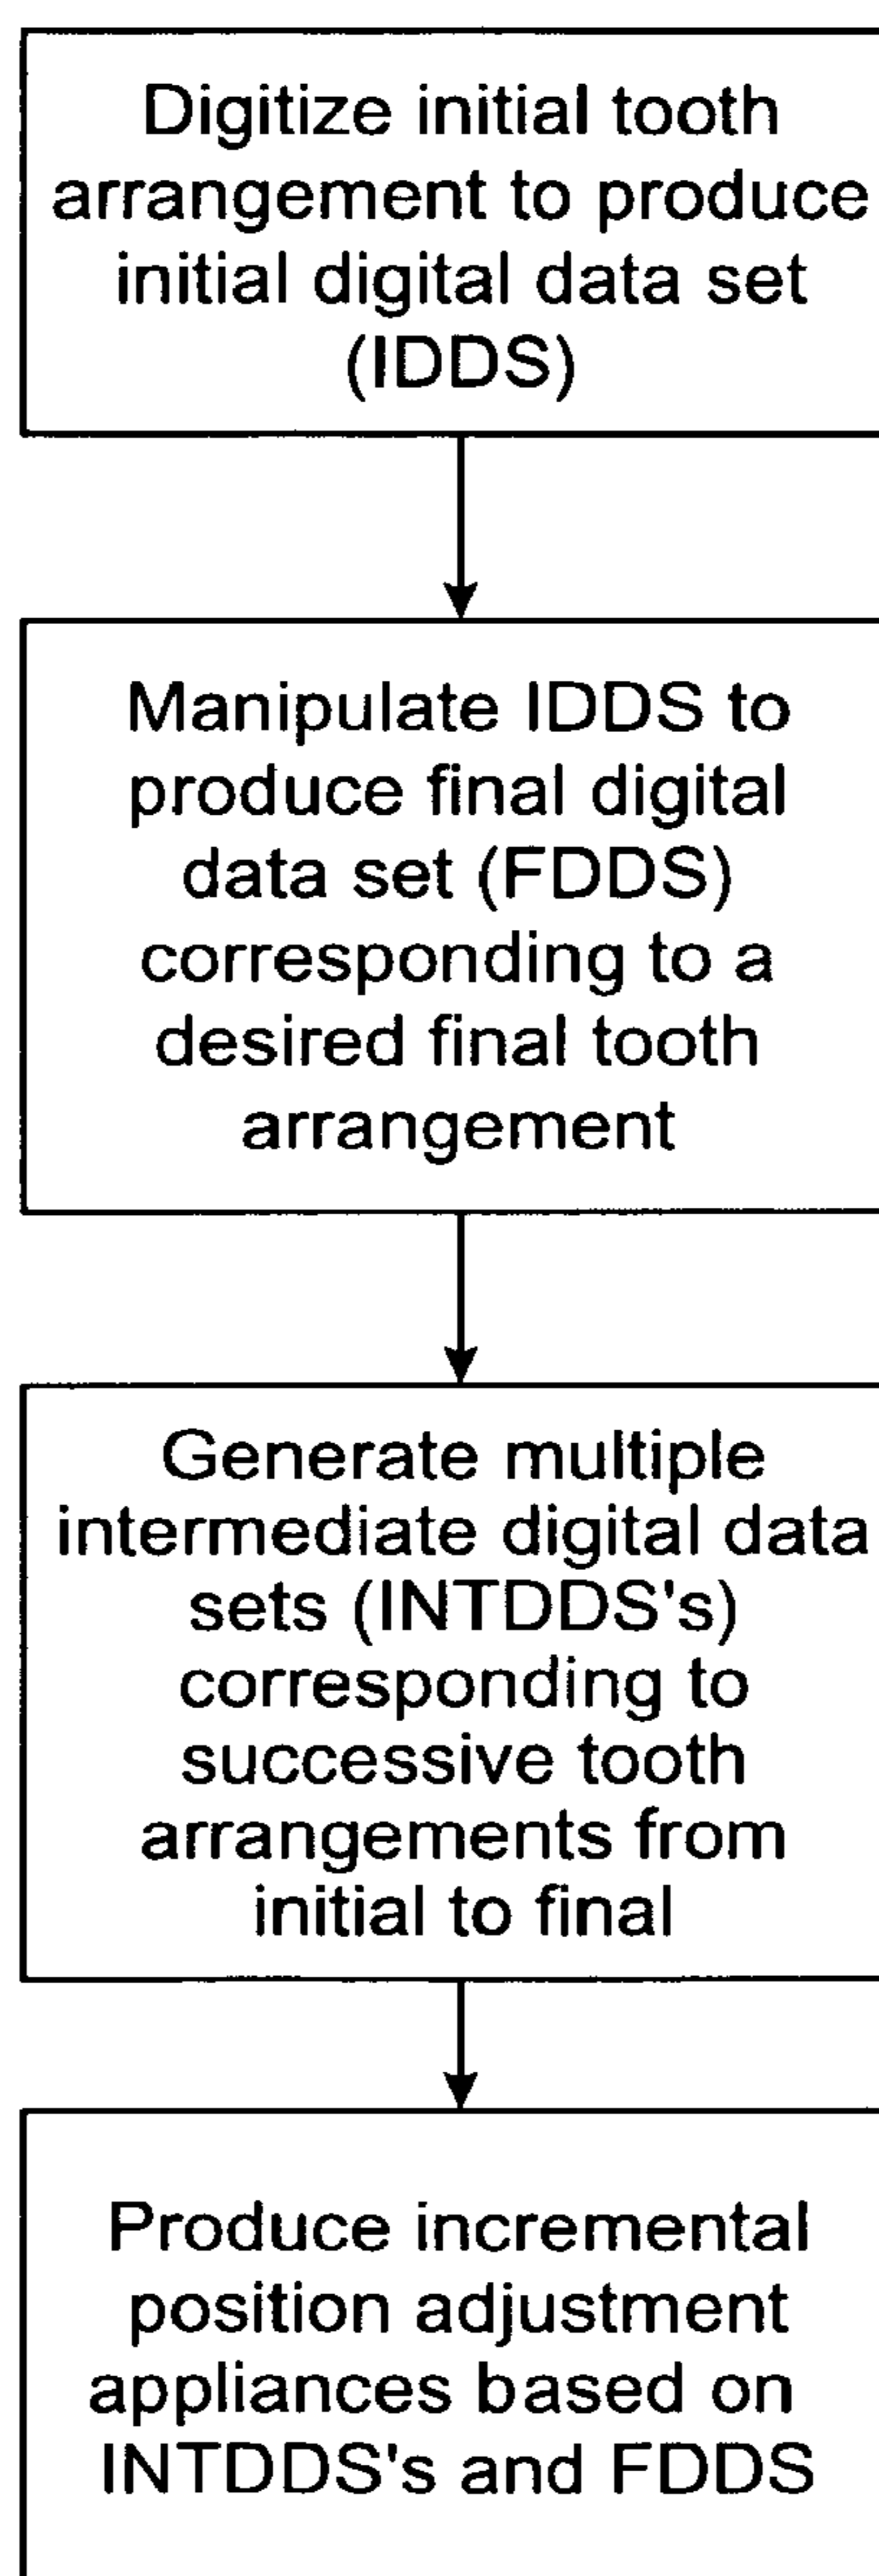 Digitize initial tooth
arrangement to produce
initial digital data set
(IDDS)
Manipulate IDDS to
produce final digital
data set (FDDS)
corresponding to a
desired final tooth
arrangement
Generate multiple
intermediate digital data
sets (INTDDS's)
corresponding to
successive tooth
arrangements from
initial to final
Produce incremental
position adjustment
appliances based on
INTDDS's and FDDS